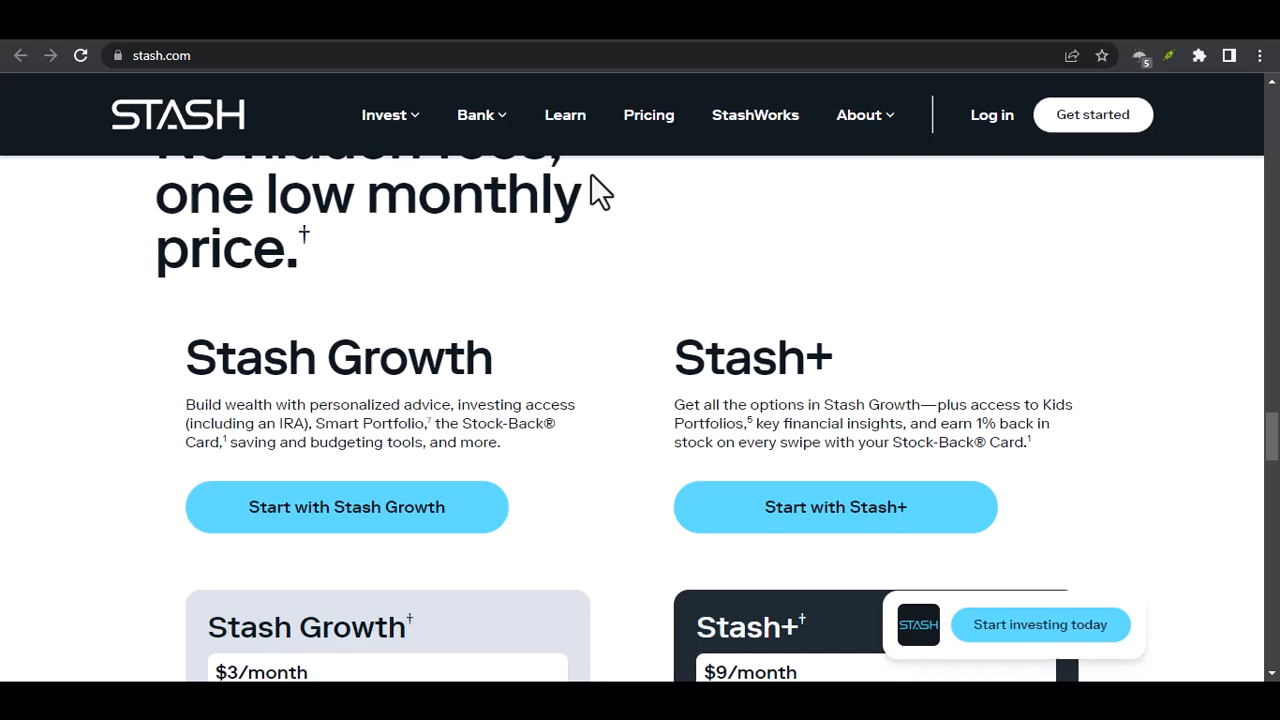 stash.com
5
STASH
Invest Bank Learn Pricing StashWorks About Log in Get started
No hidden fees,
one low monthly
price.†
Stash Growth
Build wealth with personalized advice, investing access
(including an IRA), Smart Portfolio,⁷ the Stock-Back®
Card,¹ saving and budgeting tools, and more.
Start with Stash Growth
Stash+
Get all the options in Stash Growth—plus access to Kids
Portfolios,⁵ key financial insights, and earn 1% back in
stock on every swipe with your Stock-Back® Card.¹
Start with Stash+
Stash Growth†
$3/month
Stash+†
$9/month
STASH
Start investing today